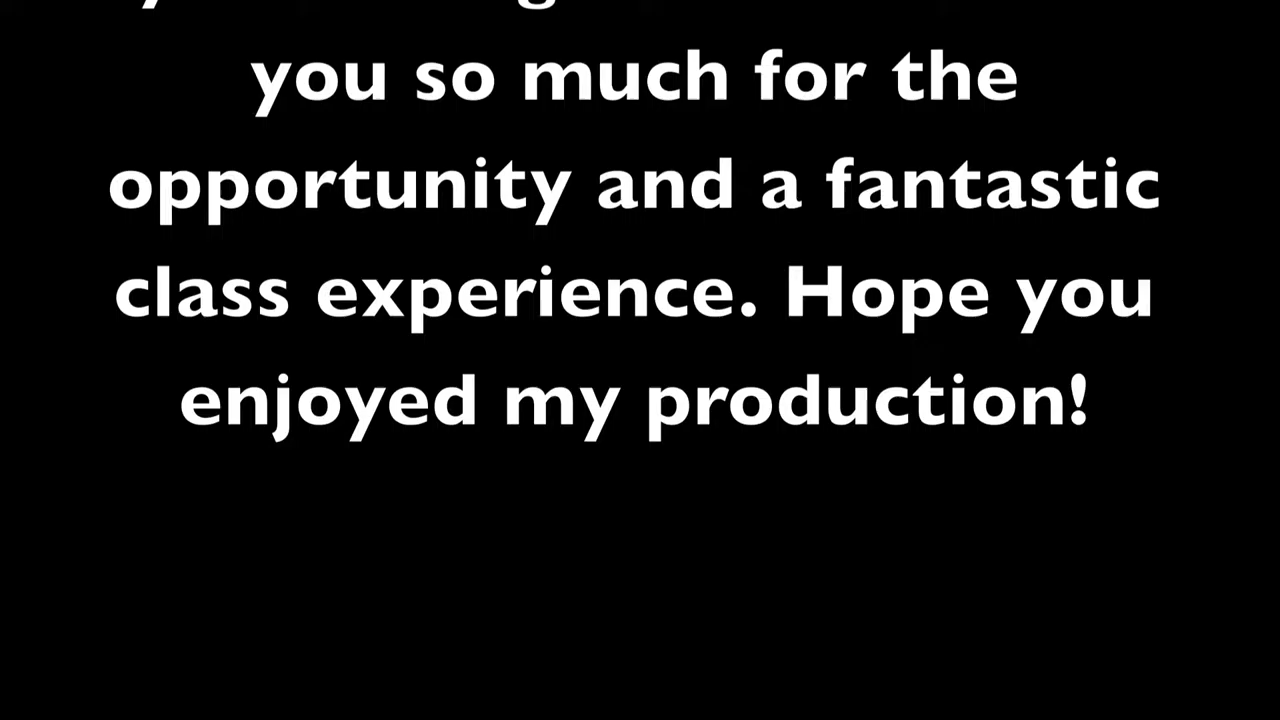 you so much for the
opportunity and a fantastic
class experience. Hope you
enjoyed my production!